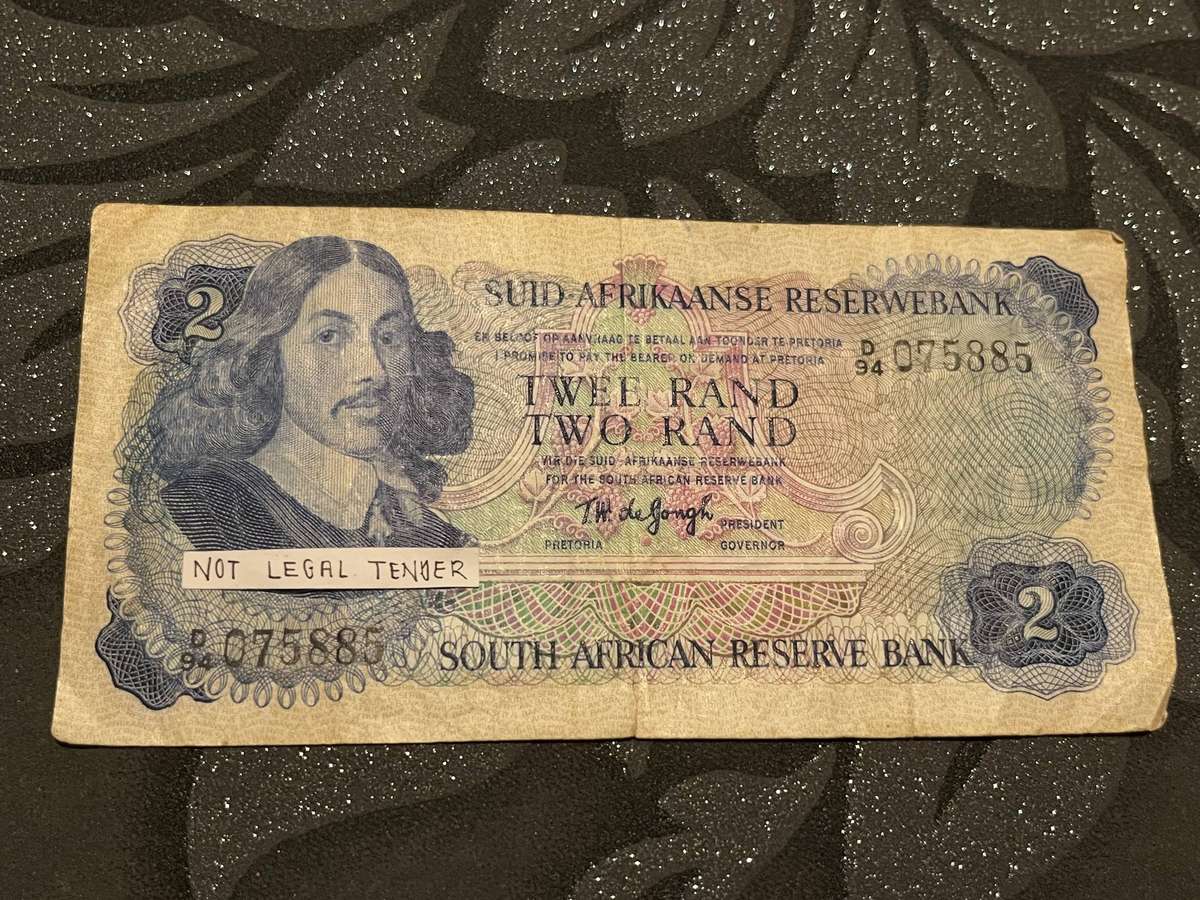 2
SUID-AFRIKAANSE RESERWEBANK
EK BELOOF OP AANVRAAG TE BETAAL AAN TOONDER TE PRETORIA
I PROMISE TO PAY THE BEARER ON DEMAND AT PRETORIA
D/94 075885
TWEE RAND
TWO RAND
VIR DIE SUID-AFRIKAANSE RESERWEBANK
FOR THE SOUTH AFRICAN RESERVE BANK
T.W. de Jongh
PRESIDENT
PRETORIA GOVERNOR
NOT LEGAL TENDER
2
D/94 075885
SOUTH AFRICAN RESERVE BANK